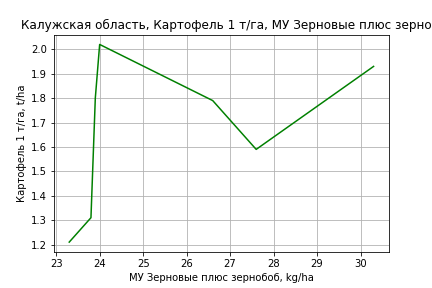 Калужская область, Картофель 1 т/га, МУ Зерновые плюс зерно
2.0
1.9
1.8
1.7
1.6
1.5
1.4
1.3
1.2
Картофель 1 т/га, t/ha
23 24 25 26 27 28 29 30
МУ Зерновые плюс зернобоб, kg/ha